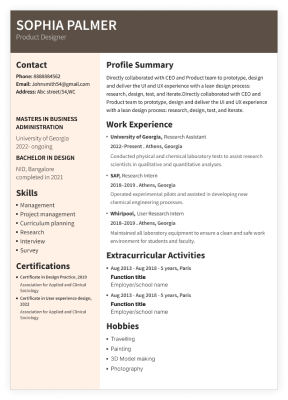 SOPHIA PALMER
Product Designer
Contact
Phone: 8888884562
Email: Johnsmmith54@gmail.com
Address: Abc street/54,WC
MASTERS IN BUSINESS
ADMINISTRATION
University of Georgia
2022- ongoing
BACHELOR IN DESIGN
NID, Bangalore
completed in 2021
Skills
• Management
• Project management
• Curriculum planning
• Research
• Interview
• Survey
Certifications
• Certificate in Design Practice, 2019
Association for Applied and Clinical
Sociology
• Certificate in User experience design,
2022
Association for Applied and Clinical
Sociology
Profile Summary
Directly collaborated with CEO and Product team to prototype, design
and deliver the UI and UX experience with a lean design process:
research, design, test, and iterate.Directly collaborated with CEO and
Product team to prototype, design and deliver the UI and UX experience
with a lean design process: research, design, test, and iterate.
Work Experience
• University of Georgia, Research Assistant
2012-Present . Athens, Georgia
Conducted physical and chemical laboratory tests to assist research
scientists in qualitative and quantitative analyses.
• SAP, Research Intern
2018-2019 . Athens, Georgia
Operated experimental pilots and assisted in developing new
chemical engineering processes.
• Whirlpool, User Research Intern
2018-2019 . Athens, Georgia
Maintained all laboratory equipment to ensure a clean and safe work
environment for students and faculty.
Extracurricular Activities
• Aug 2013 - Aug 2018 - 5 years, Paris
Function title
Employer/school name
• Aug 2013 - Aug 2018 - 5 years, Paris
Function title
Employer/school name
Hobbies
• Travelling
• Painting
• 3D Model making
• Photography